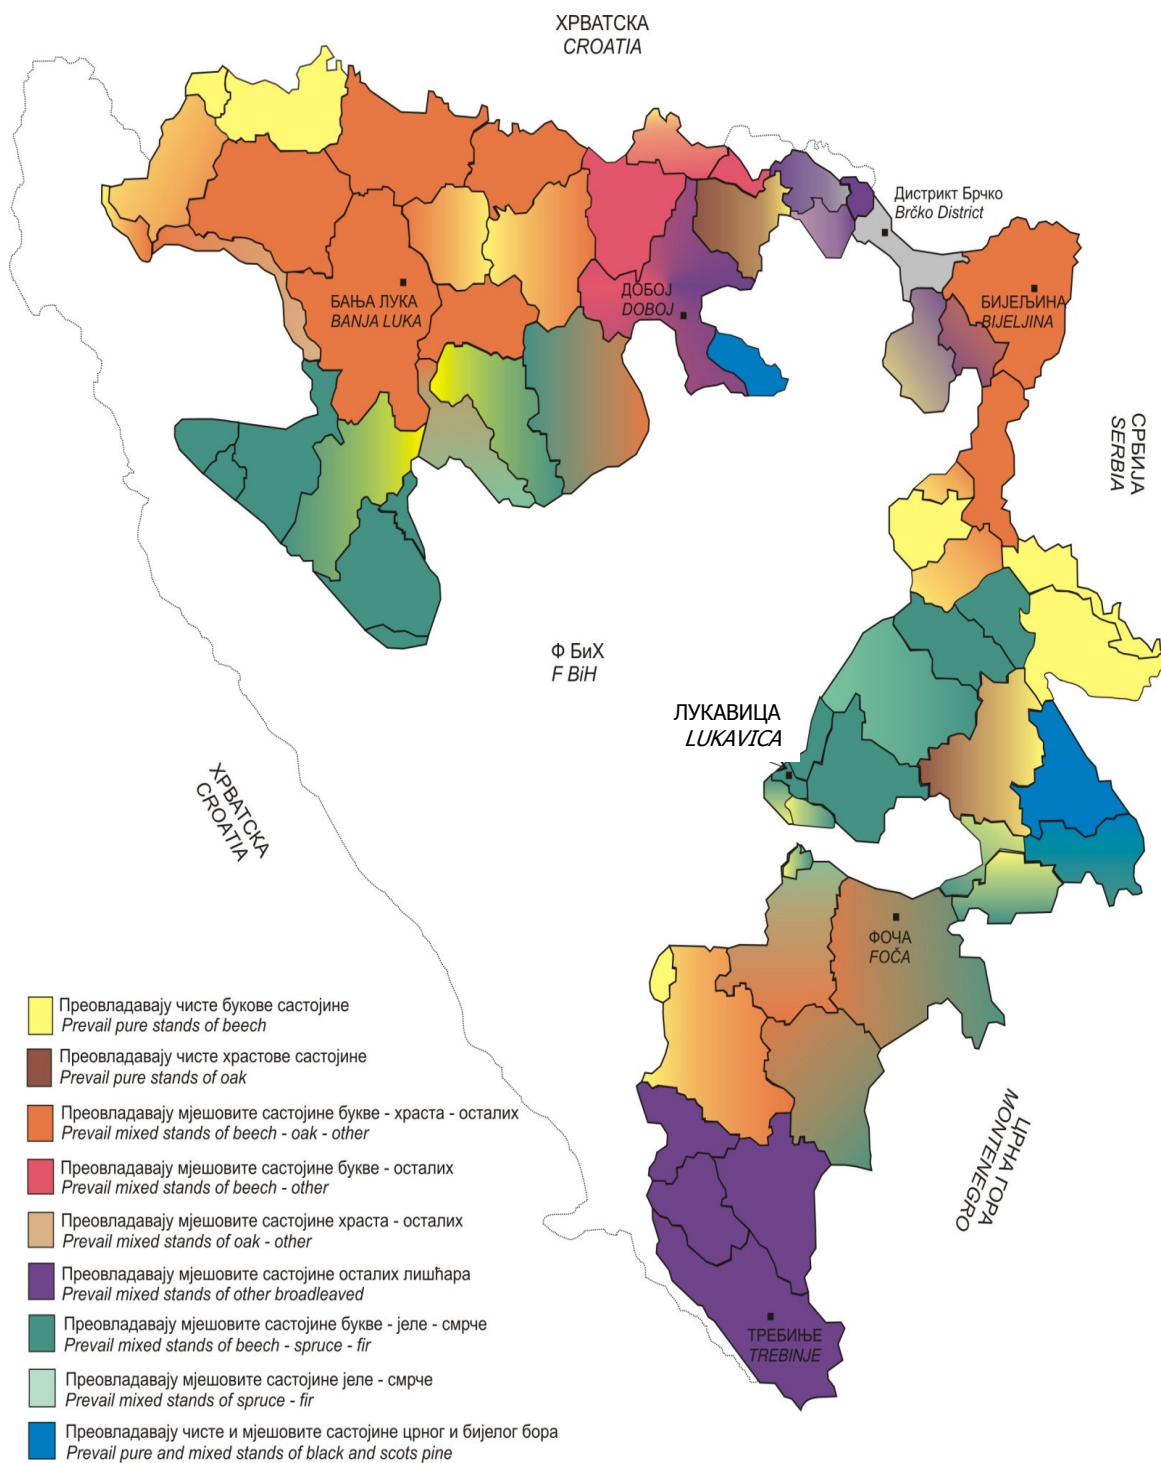 ХРВАТСКА
CROATIA
Дистрикт Брчко
Brčko District
БАЊА ЛУКА
BANJA LUKA
ДОБОЈ
DOBOJ
БИЈЕЉИНА
BIJELJINA
СРБИЈА
SERBIA
Ф БиХ
F BiH
ЛУКАВИЦА
LUKAVICA
ХРВАТСКА
CROATIA
ФОЧА
FOČA
ЦРНА ГОРА
MONTENEGRO
ТРЕБИЊЕ
TREBINJE
Преовладавају чисте букове састојине
Prevail pure stands of beech
Преовладавају чисте храстове састојине
Prevail pure stands of oak
Преовладавају мјешовите састојине букве - храста - осталих
Prevail mixed stands of beech - oak - other
Преовладавају мјешовите састојине букве - осталих
Prevail mixed stands of beech - other
Преовладавају мјешовите састојине храста - осталих
Prevail mixed stands of oak - other
Преовладавају мјешовите састојине осталих лишћара
Prevail mixed stands of other broadleaved
Преовладавају мјешовите састојине букве - јеле - смрче
Prevail mixed stands of beech - spruce - fir
Преовладавају мјешовите састојине јеле - смрче
Prevail mixed stands of spruce - fir
Преовладавају чисте и мјешовите састојине црног и бијелог бора
Prevail pure and mixed stands of black and scots pine